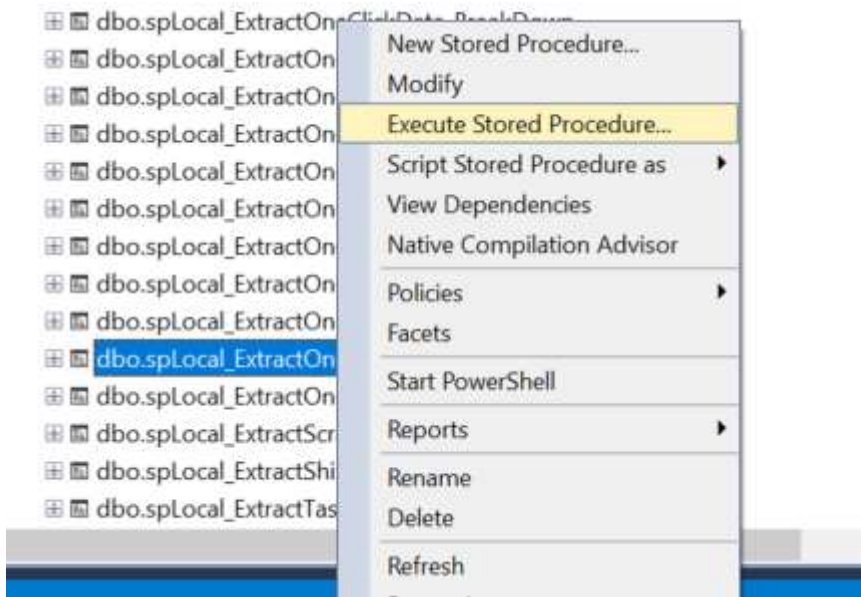 dbo.spLocal_ExtractOneClickData_BreakDown
dbo.spLocal_ExtractOn
dbo.spLocal_ExtractOn
dbo.spLocal_ExtractOn
dbo.spLocal_ExtractOn
dbo.spLocal_ExtractOn
dbo.spLocal_ExtractOn
dbo.spLocal_ExtractOn
dbo.spLocal_ExtractOn
dbo.spLocal_ExtractOn
dbo.spLocal_ExtractOn
dbo.spLocal_ExtractScr
dbo.spLocal_ExtractShi
dbo.spLocal_ExtractTas
New Stored Procedure...
Modify
Execute Stored Procedure...
Script Stored Procedure as
View Dependencies
Native Compilation Advisor
Policies
Facets
Start PowerShell
Reports
Rename
Delete
Refresh